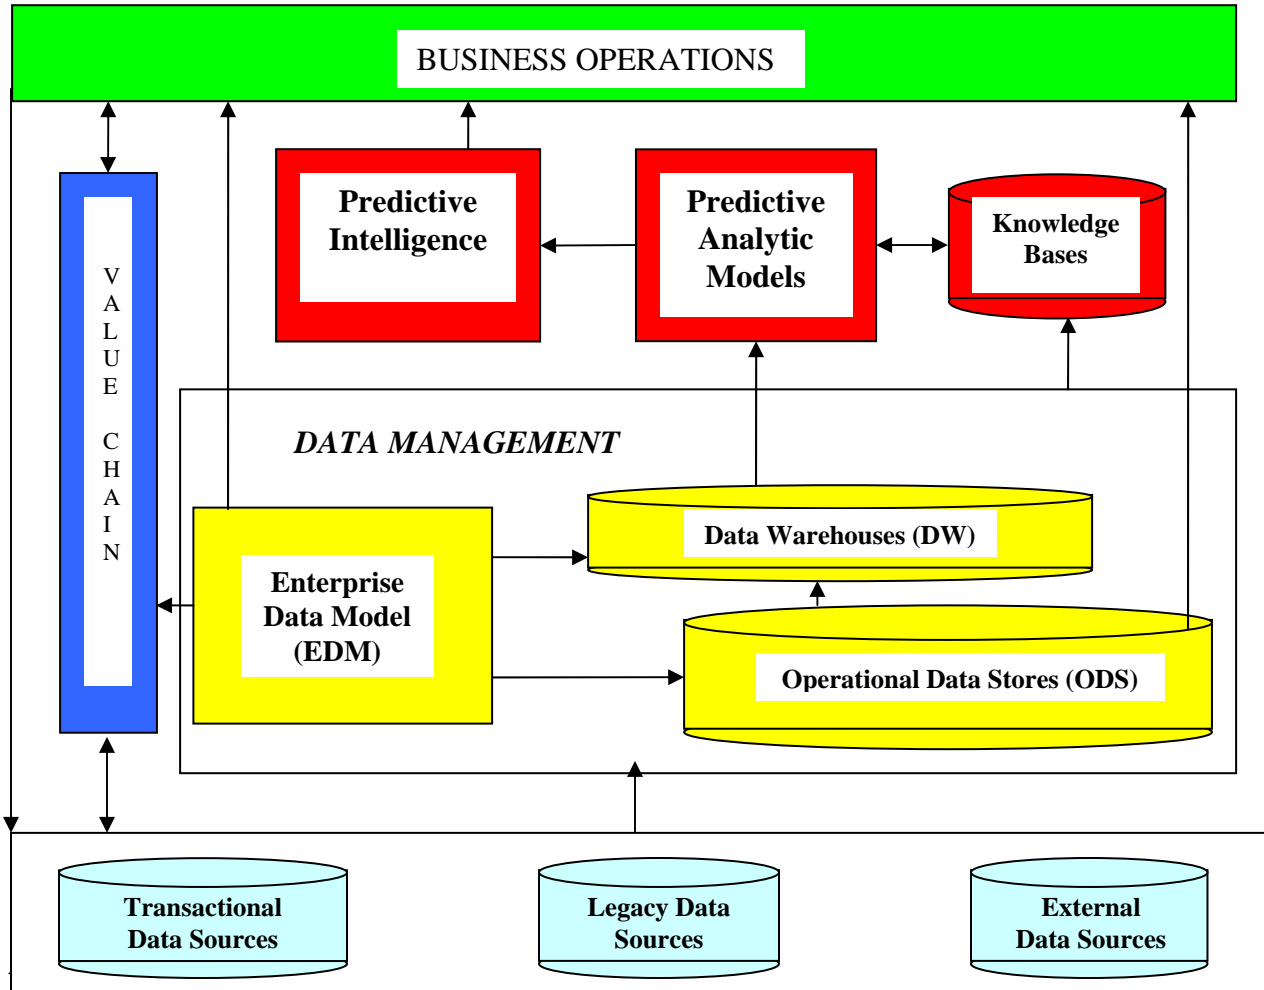 BUSINESS OPERATIONS
Predictive
Intelligence
Predictive
Analytic
Models
Knowledge
Bases
V
A
L
U
E
C
H
A
I
N
DATA MANAGEMENT
Data Warehouses (DW)
Enterprise
Data Model
(EDM)
Operational Data Stores (ODS)
Transactional
Data Sources
Legacy Data
Sources
External
Data Sources